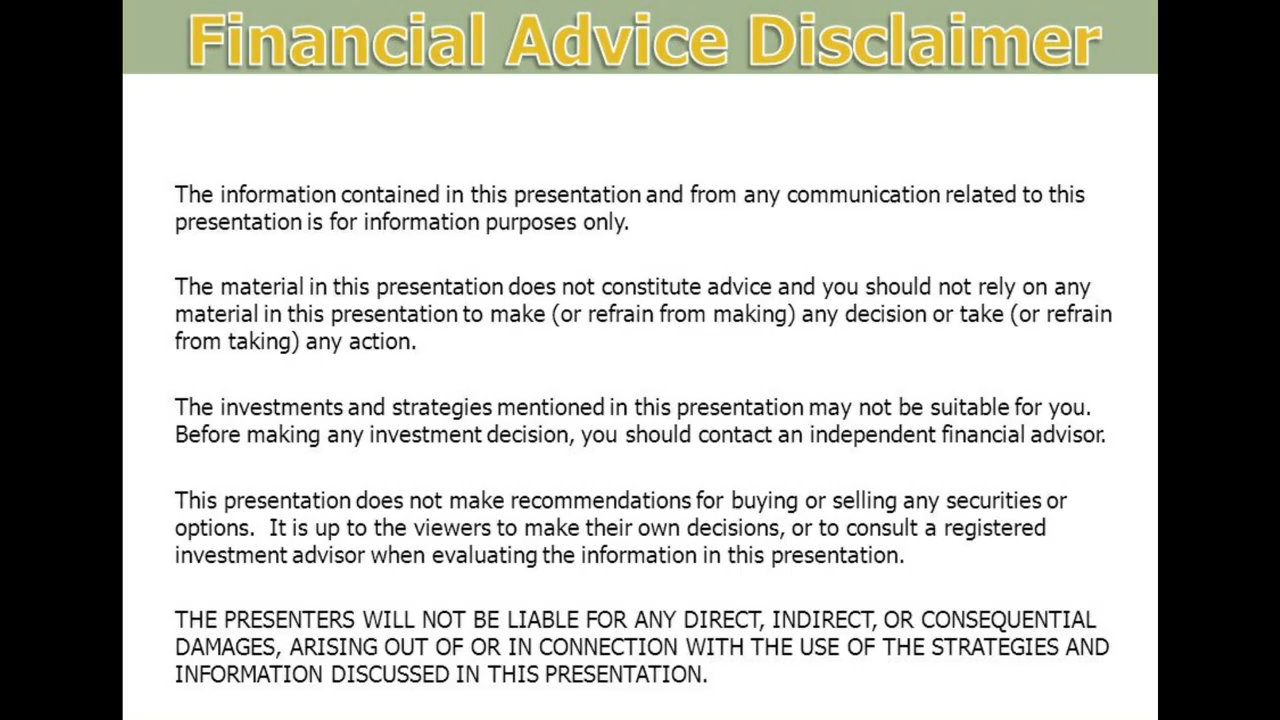 Financial Advice Disclaimer
The information contained in this presentation and from any communication related to this
presentation is for information purposes only.
The material in this presentation does not constitute advice and you should not rely on any
material in this presentation to make (or refrain from making) any decision or take (or refrain
from taking) any action.
The investments and strategies mentioned in this presentation may not be suitable for you.
Before making any investment decision, you should contact an independent financial advisor.
This presentation does not make recommendations for buying or selling any securities or
options.  It is up to the viewers to make their own decisions, or to consult a registered
investment advisor when evaluating the information in this presentation.
THE PRESENTERS WILL NOT BE LIABLE FOR ANY DIRECT, INDIRECT, OR CONSEQUENTIAL
DAMAGES, ARISING OUT OF OR IN CONNECTION WITH THE USE OF THE STRATEGIES AND
INFORMATION DISCUSSED IN THIS PRESENTATION.